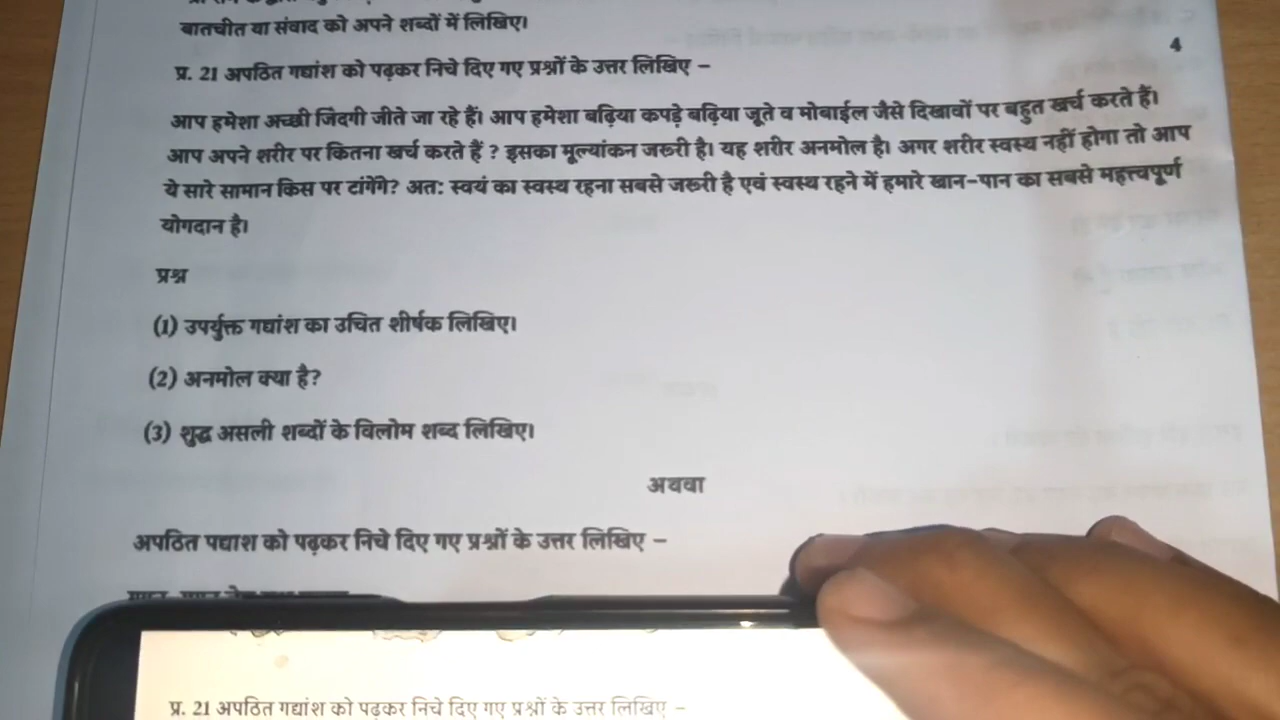 बातचीत या संवाद को अपने शब्दों में लिखिए।
4
प्र. 21 अपठित गद्यांश को पढ़कर निचे दिए गए प्रश्नों के उत्तर लिखिए –
आप हमेशा अच्छी जिंदगी जीते जा रहे हैं। आप हमेशा बढ़िया कपड़े बढ़िया जूते व मोबाईल जैसे दिखावों पर बहुत खर्च करते हैं।
आप अपने शरीर पर कितना खर्च करते हैं ? इसका मूल्यांकन जरूरी है। यह शरीर अनमोल है। अगर शरीर स्वस्थ नहीं होगा तो आप
ये सारे सामान किस पर टांगेंगे? अतः स्वयं का स्वस्थ रहना सबसे जरूरी है एवं स्वस्थ रहने में हमारे खान-पान का सबसे महत्त्वपूर्ण
योगदान है।
प्रश्न
(1) उपर्युक्त गद्यांश का उचित शीर्षक लिखिए।
(2) अनमोल क्या है?
(3) शुद्ध असली शब्दों के विलोम शब्द लिखिए।
अथवा
अपठित पद्याश को पढ़कर निचे दिए गए प्रश्नों के उत्तर लिखिए –
प्र. 21 अपठित गद्यांश को पढ़कर निचे दिए गए प्रश्नों के उत्तर लिखिए –